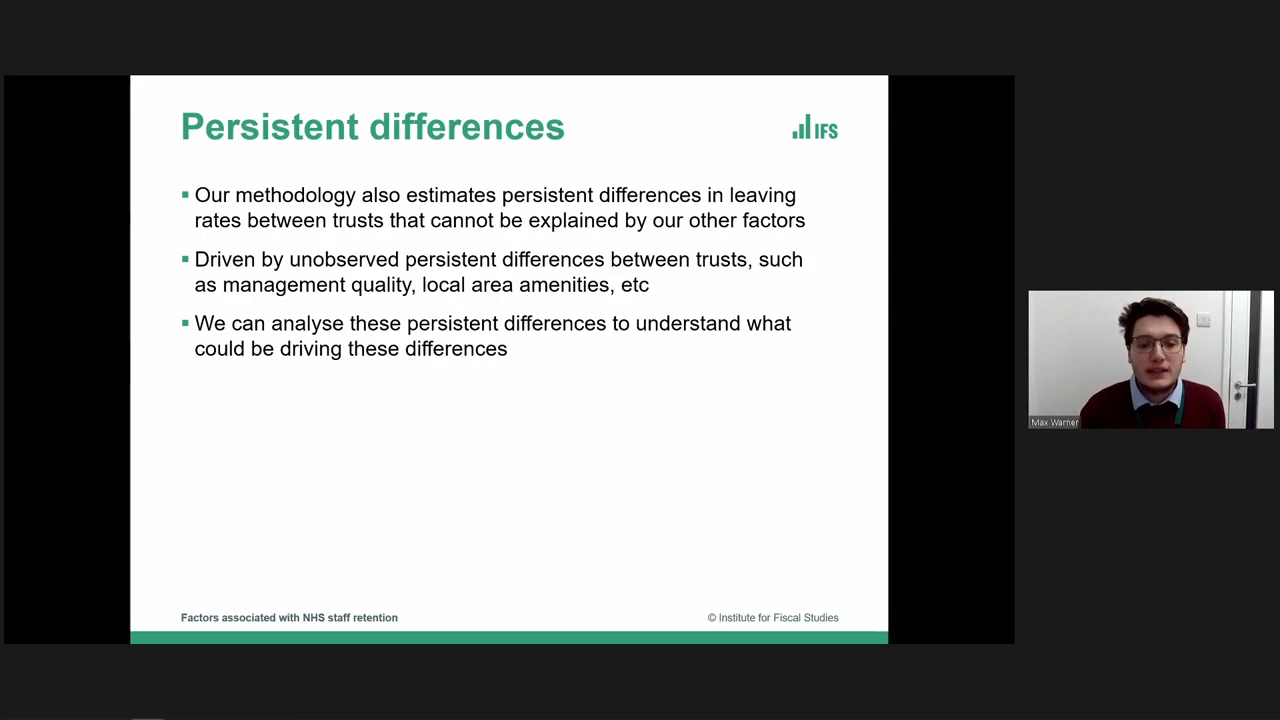 Persistent differences
IFS
Our methodology also estimates persistent differences in leaving
rates between trusts that cannot be explained by our other factors
Driven by unobserved persistent differences between trusts, such
as management quality, local area amenities, etc
We can analyse these persistent differences to understand what
could be driving these differences
Factors associated with NHS staff retention
© Institute for Fiscal Studies
Max Warner